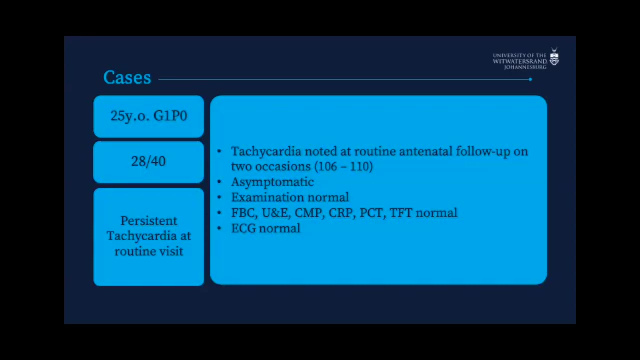 UNIVERSITY OF THE
WITWATERSRAND,
JOHANNESBURG
Cases
25y.o. G1P0
28/40
Persistent
Tachycardia at
routine visit
• Tachycardia noted at routine antenatal follow-up on
two occasions (106 – 110)
• Asymptomatic
• Examination normal
• FBC, U&E, CMP, CRP, PCT, TFT normal
• ECG normal